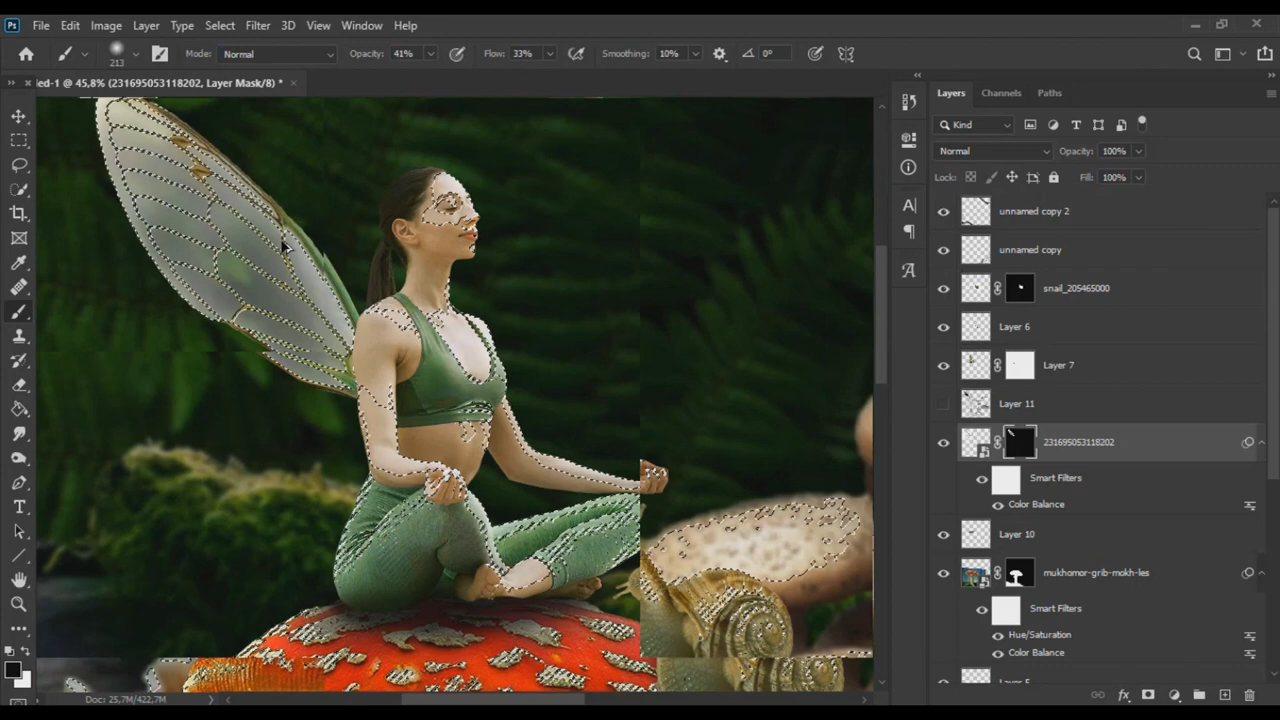 Ps File Edit Image Layer Type Select Filter 3D View Window Help
213 Mode: Normal Opacity: 41% Flow: 33% Smoothing: 10% 0°
led-1 @ 45,8% (231695053118202, Layer Mask/8) *
Layers Channels Paths
Kind
Normal Opacity: 100%
Lock: Fill: 100%
unnamed copy 2
unnamed copy
snail_205465000
Layer 6
Layer 7
Layer 11
231695053118202
Smart Filters
Color Balance
Layer 10
mukhomor-grib-mokh-les
Smart Filters
Hue/Saturation
Color Balance
Doc: 25,7M/422,7M